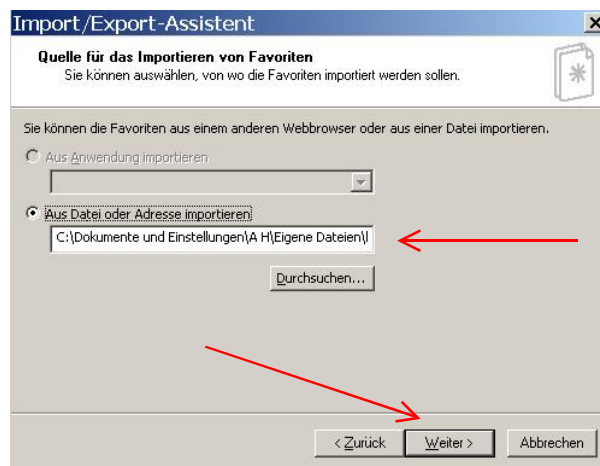 Import/Export-Assistent
Quelle für das Importieren von Favoriten
Sie können auswählen, von wo die Favoriten importiert werden sollen.
Sie können die Favoriten aus einem anderen Webbrowser oder aus einer Datei importieren.
Aus Anwendung importieren
Aus Datei oder Adresse importieren
C:\Dokumente und Einstellungen\A H\Eigene Dateien\
Durchsuchen...
< Zurück Weiter > Abbrechen